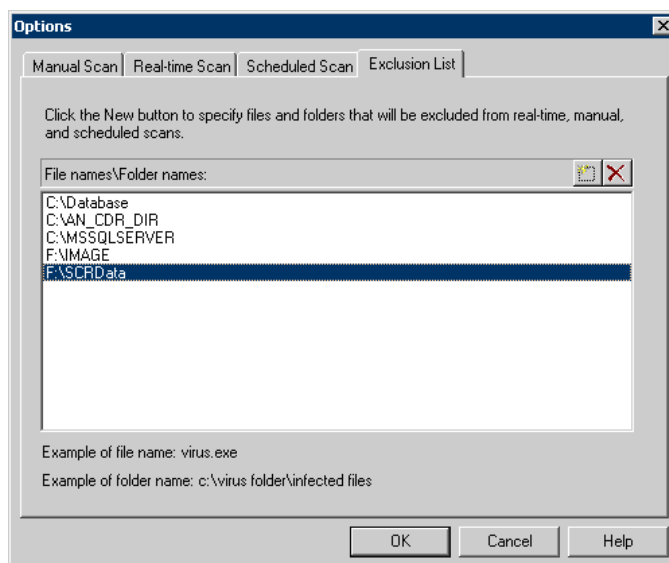 Options
Manual Scan
Real-time Scan
Scheduled Scan
Exclusion List
Click the New button to specify files and folders that will be excluded from real-time, manual,
and scheduled scans.
File names\Folder names:
C:\Database
C:\AN_CDR_DIR
C:\MSSQLSERVER
F:\IMAGE
F:\SCRData
Example of file name: virus.exe
Example of folder name: c:\virus folder\infected files
OK
Cancel
Help